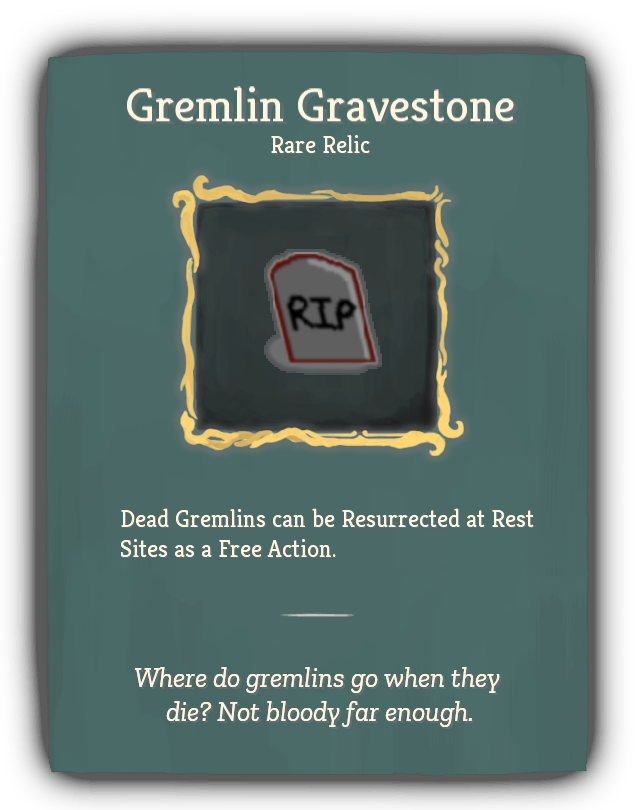 Gremlin Gravestone
Rare Relic
RIP
Dead Gremlins can be Resurrected at Rest
Sites as a Free Action.
Where do gremlins go when they
die? Not bloody far enough.